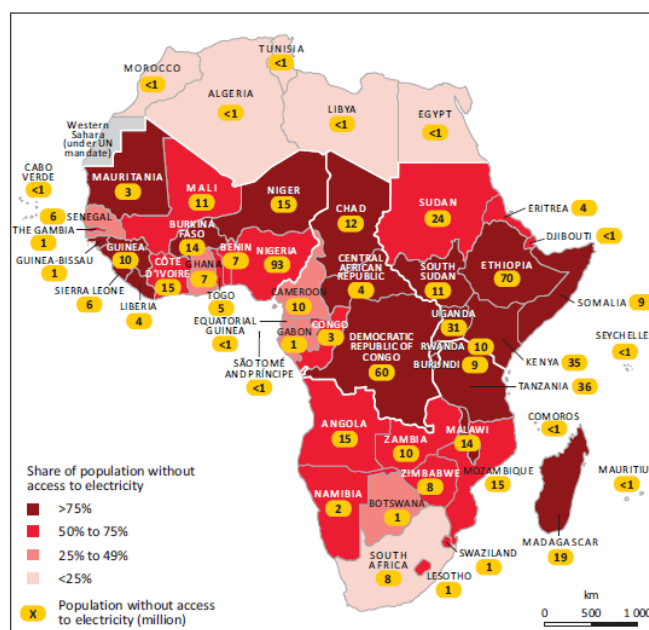 TUNISIA
<1
MOROCCO
<1
ALGERIA
<1
LIBYA
<1
EGYPT
<1
Western
Sahara
(under UN
mandate)
CABO
VERDE
<1
MAURITANIA
3
MALI
11
NIGER
15
CHAD
12
SUDAN
24
ERITREA 4
DJIBOUTI <1
6 SENEGAL
THE GAMBIA
1
GUINEA-BISSAU
1
GUINEA
10
SIERRA LEONE
6
LIBERIA
4
BURKINA
FASO
14
CÔTE
D'IVOIRE
15
GHANA
7
TOGO
5
BENIN
7
NIGERIA
93
CAMEROON
10
EQUATORIAL
GUINEA
<1
SÃO TOMÉ
AND PRÍNCIPE
<1
GABON
1
CONGO
3
CENTRAL
AFRICAN
REPUBLIC
4
SOUTH
SUDAN
11
ETHIOPIA
70
SOMALIA 9
UGANDA
31
RWANDA 10
BURUNDI 9
KENYA 35
TANZANIA 36
DEMOCRATIC
REPUBLIC OF
CONGO
60
SEYCHELLE
<1
COMOROS
<1
ANGOLA
15
ZAMBIA
10
MALAWI
14
MOZAMBIQUE
15
ZIMBABWE
8
NAMIBIA
2
BOTSWANA
1
MAURITIU
<1
MADAGASCAR
19
SOUTH
AFRICA
8
SWAZILAND
1
LESOTHO
1
Share of population without
access to electricity
>75%
50% to 75%
25% to 49%
<25%
X Population without access
to electricity (million)
km
0 500 1 000